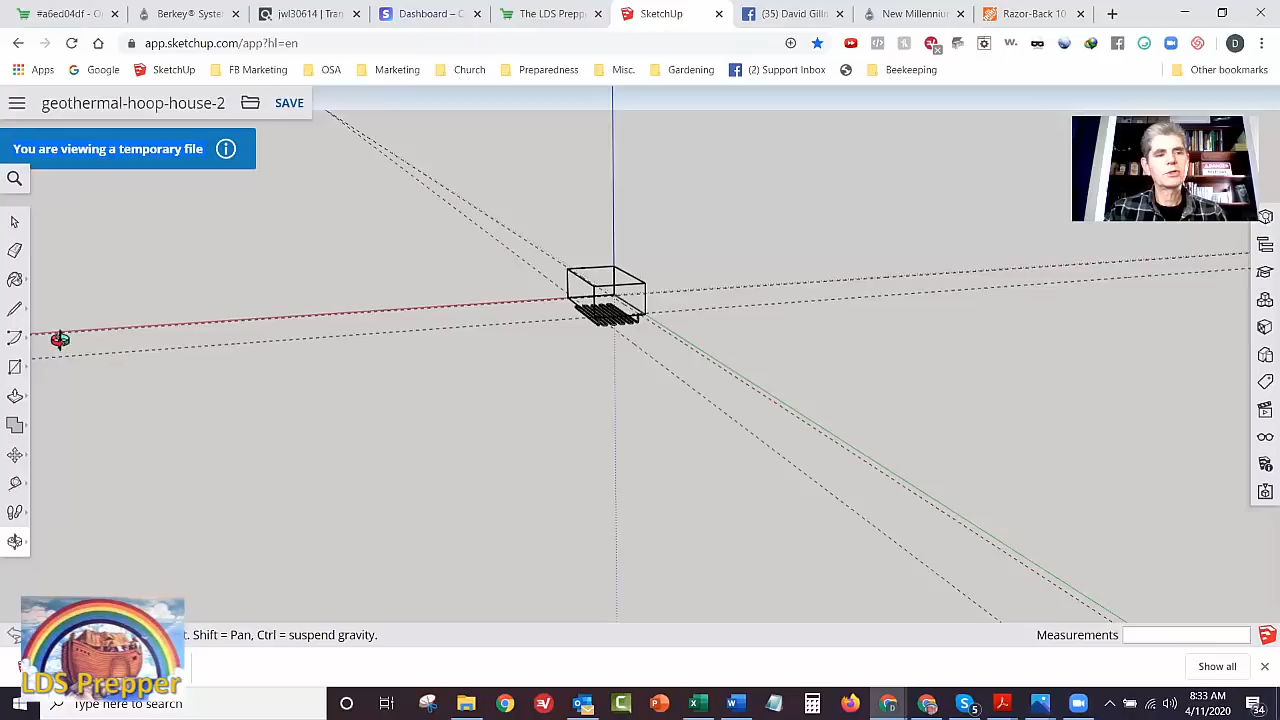 #a6ed04df - O
Berkey® Syste
jwl30614 | Tran
Dashboard – C
The LDS Prepp
SketchUp
(35) David Gilm
New Millenniu
Razor-Back 10
app.sketchup.com/app?hl=en
Apps
Google
SketchUp
FB Marketing
OSA
Marketing
Church
Preparedness
Misc.
Gardening
(2) Support Inbox
Beekeeping
Other bookmarks
geothermal-hoop-house-2
SAVE
You are viewing a temporary file
t. Shift = Pan, Ctrl = suspend gravity.
Measurements
Show all
LDS Prepper
Type here to search
8:33 AM
4/11/2020
34